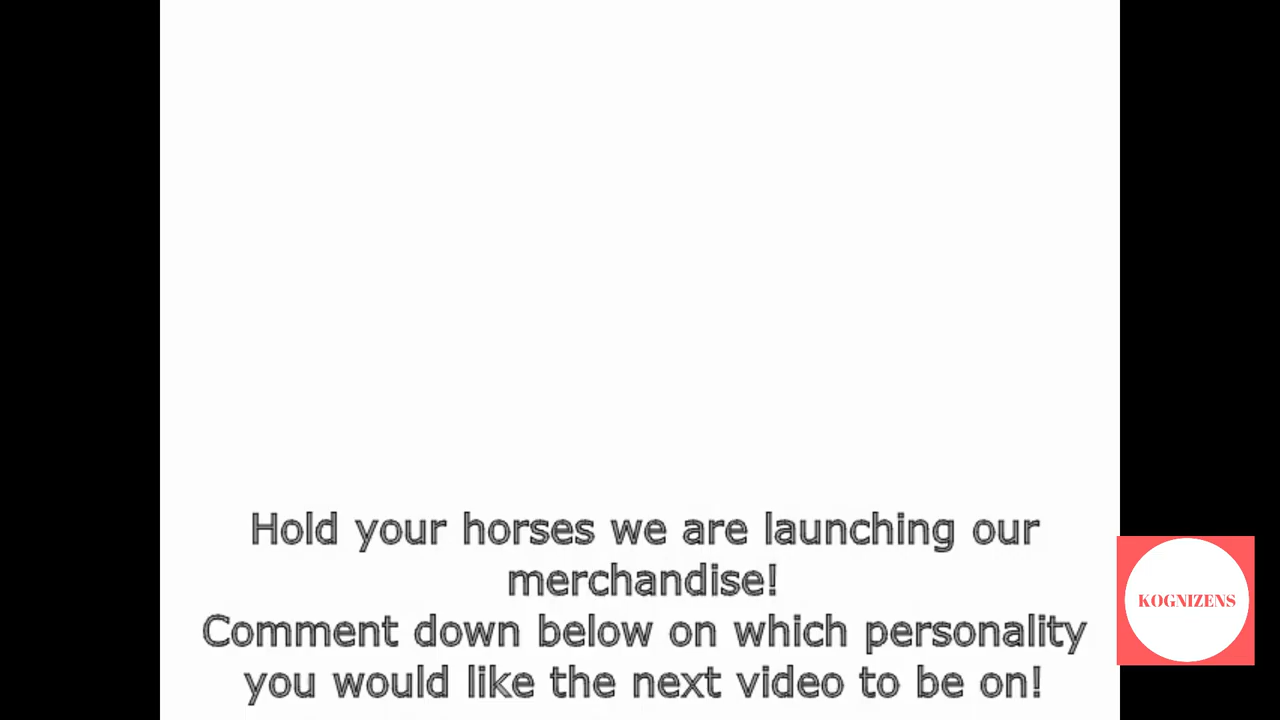 Hold your horses we are launching our
merchandise!
Comment down below on which personality
you would like the next video to be on!
KOGNIZENS